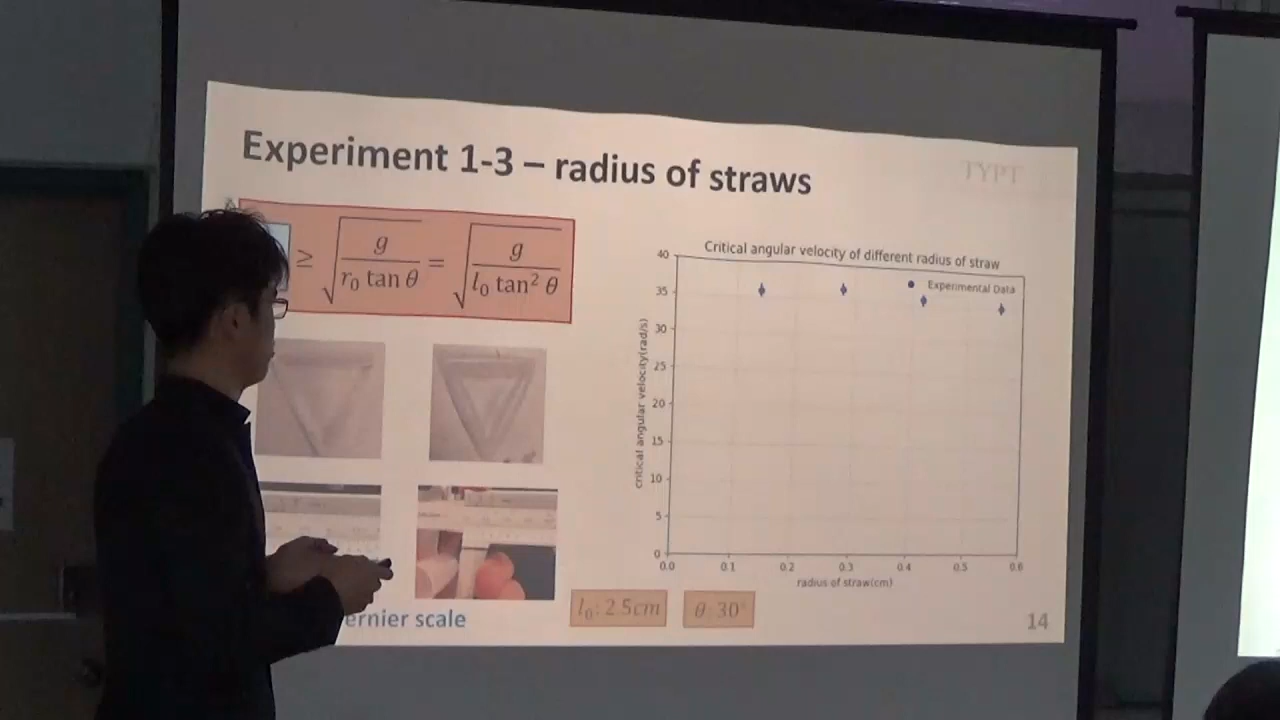 Experiment 1-3 – radius of straws
TYPT
≥ √(g / (r₀ tan θ)) = √(g / (l₀ tan² θ))
Critical angular velocity of different radius of straw
Experimental Data
critical angular velocity(rad/s)
40
35
30
25
20
15
10
5
0
0.0 0.1 0.2 0.3 0.4 0.5 0.6
radius of straw(cm)
ernier scale
l₀: 2.5cm
θ: 30°
14